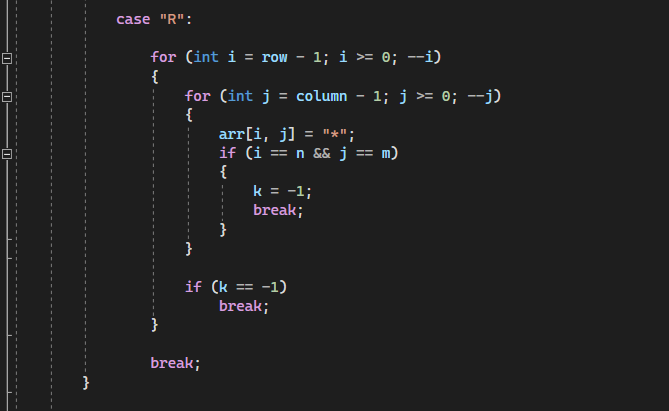 case "R":
for (int i = row - 1; i >= 0; --i)
{
for (int j = column - 1; j >= 0; --j)
{
arr[i, j] = "*";
if (i == n && j == m)
{
k = -1;
break;
}
}
if (k == -1)
break;
}
break;
}